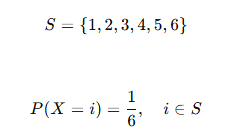 S = {1, 2, 3, 4, 5, 6}
P(X = i) = 1/6, i ∈ S